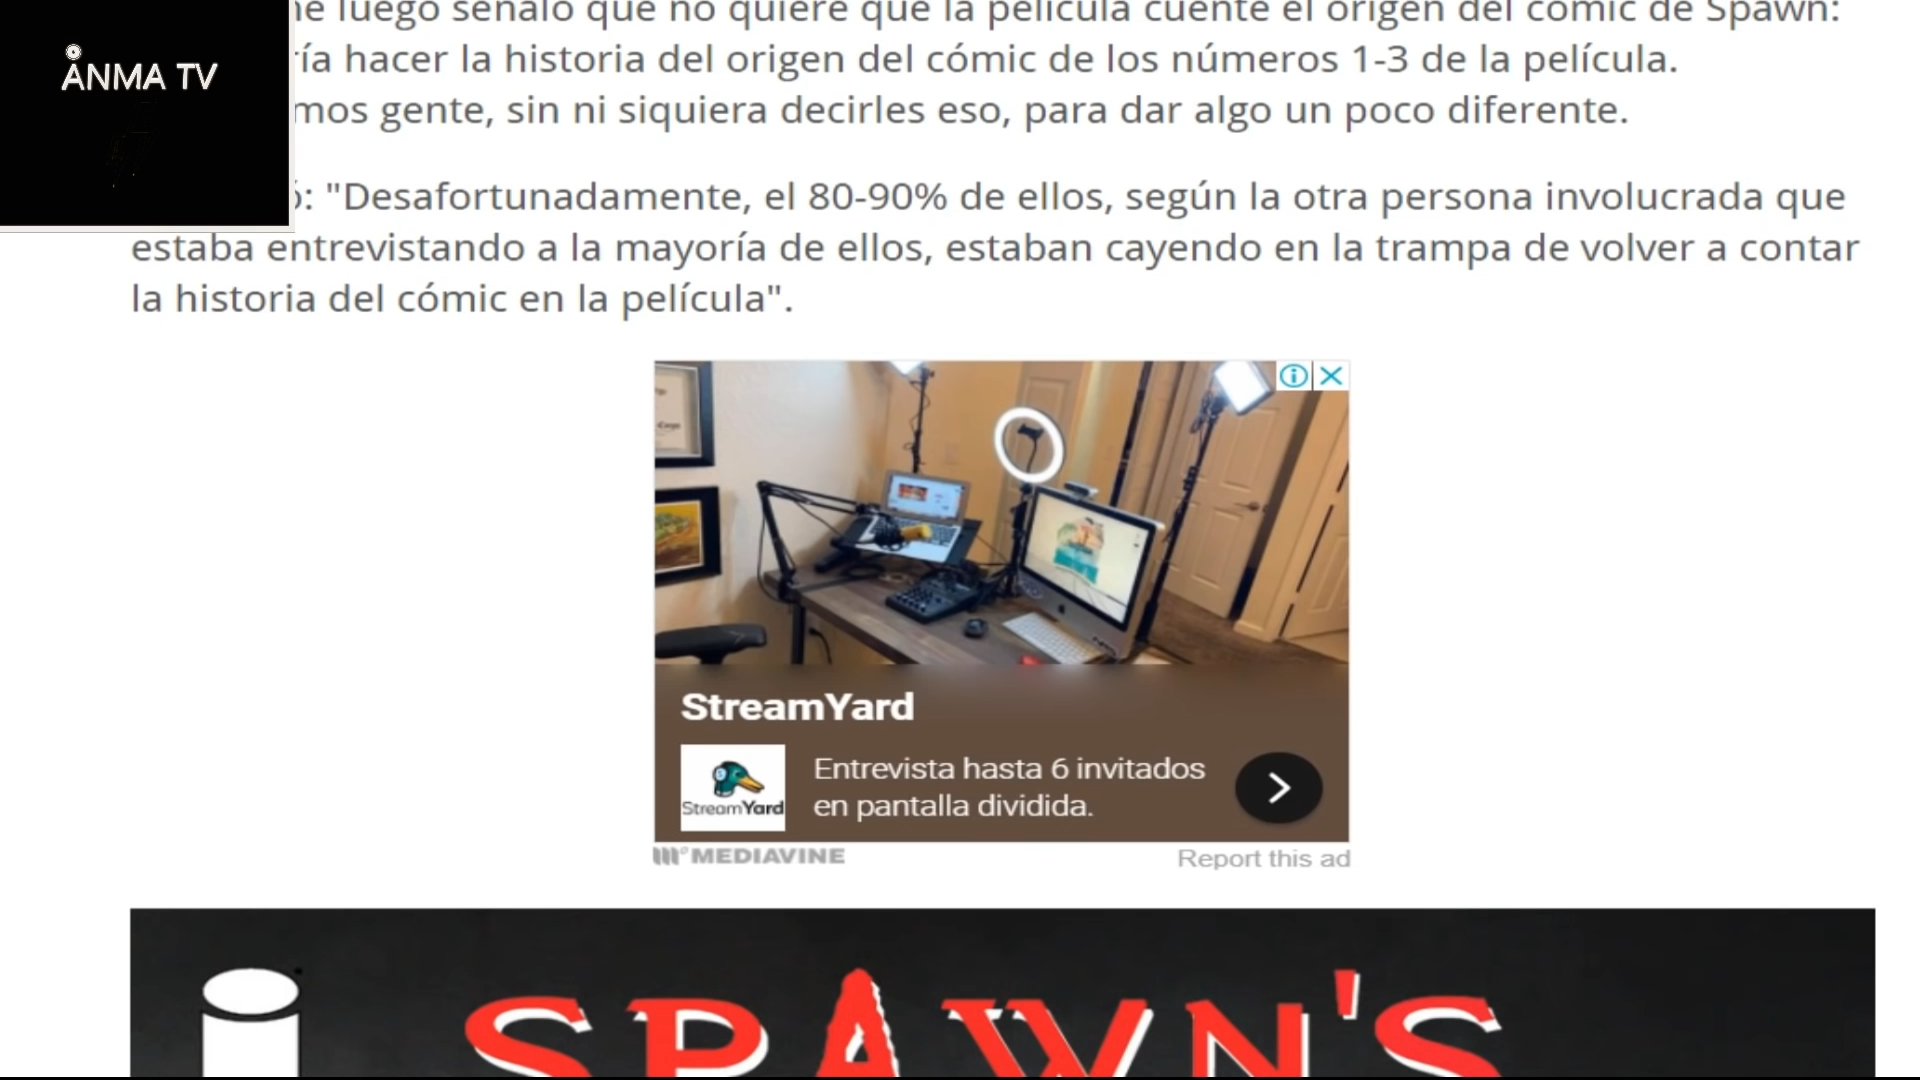 ÅNMA TV
luego señaló que no quiere que la película cuente el origen del cómic de Spawn:
hacer la historia del origen del cómic de los números 1-3 de la película.
gente, sin ni siquiera decirles eso, para dar algo un poco diferente.
: "Desafortunadamente, el 80-90% de ellos, según la otra persona involucrada que
estaba entrevistando a la mayoría de ellos, estaban cayendo en la trampa de volver a contar
la historia del cómic en la película".
StreamYard
StreamYard
Entrevista hasta 6 invitados
en pantalla dividida.
MEDIAVINE
Report this ad
SPAWN'S